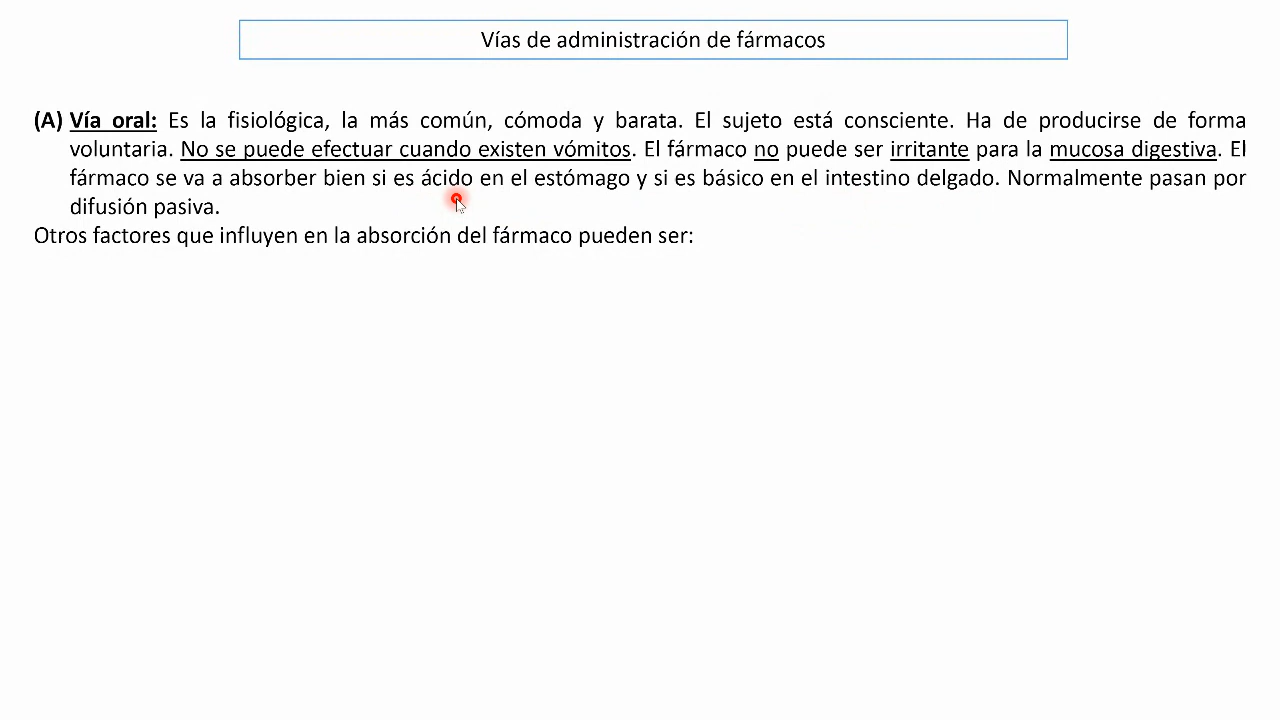 Vías de administración de fármacos
(A) Vía oral: Es la fisiológica, la más común, cómoda y barata. El sujeto está consciente. Ha de producirse de forma
voluntaria. No se puede efectuar cuando existen vómitos. El fármaco no puede ser irritante para la mucosa digestiva. El
fármaco se va a absorber bien si es ácido en el estómago y si es básico en el intestino delgado. Normalmente pasan por
difusión pasiva.
Otros factores que influyen en la absorción del fármaco pueden ser: